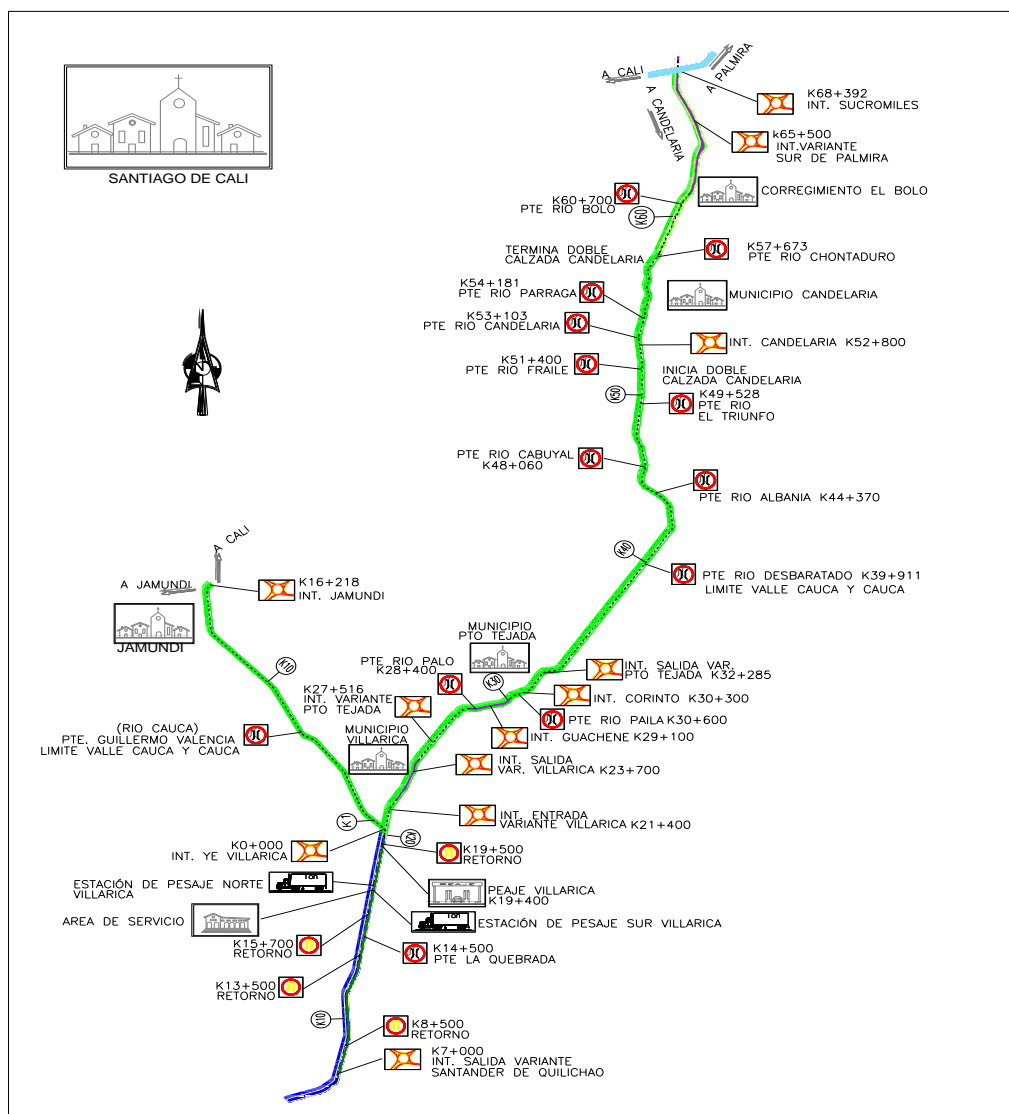 SANTIAGO DE CALI
A CALI
A PALMIRA
A CANDELARIA
K68+392
INT. SUCROMILES
k65+500
INT.VARIANTE
SUR DE PALMIRA
CORREGIMIENTO EL BOLO
K60+700
PTE RIO BOLO
K60
TERMINA DOBLE
CALZADA CANDELARIA
K57+673
PTE RIO CHONTADURO
K54+181
PTE RIO PARRAGA
MUNICIPIO CANDELARIA
K53+103
PTE RIO CANDELARIA
INT. CANDELARIA K52+800
K51+400
PTE RIO FRAILE
INICIA DOBLE
CALZADA CANDELARIA
K50
K49+528
PTE RIO
EL TRIUNFO
PTE RIO CABUYAL
K48+060
PTE RIO ALBANIA K44+370
K40
PTE RIO DESBARATADO K39+911
LIMITE VALLE CAUCA Y CAUCA
A CALI
A JAMUNDI
K16+218
INT. JAMUNDI
JAMUNDI
K10
MUNICIPIO
PTO TEJADA
PTE RIO PALO
K28+400
K30
INT. SALIDA VAR.
PTO TEJADA K32+285
INT. CORINTO K30+300
PTE RIO PAILA K30+600
INT. GUACHENE K29+100
K27+516
INT. VARIANTE
PTO TEJADA
(RIO CAUCA)
PTE. GUILLERMO VALENCIA
LIMITE VALLE CAUCA Y CAUCA
MUNICIPIO
VILLARICA
INT. SALIDA
VAR. VILLARICA K23+700
INT. ENTRADA
VARIANTE VILLARICA K21+400
K1
K20
K0+000
INT. YE VILLARICA
K19+500
RETORNO
ESTACIÓN DE PESAJE NORTE
VILLARICA
TON
PEAJE
PEAJE VILLARICA
K19+400
AREA DE SERVICIO
TON
ESTACIÓN DE PESAJE SUR VILLARICA
K15+700
RETORNO
K14+500
PTE LA QUEBRADA
K13+500
RETORNO
K10
K8+500
RETORNO
K7+000
INT. SALIDA VARIANTE
SANTANDER DE QUILICHAO